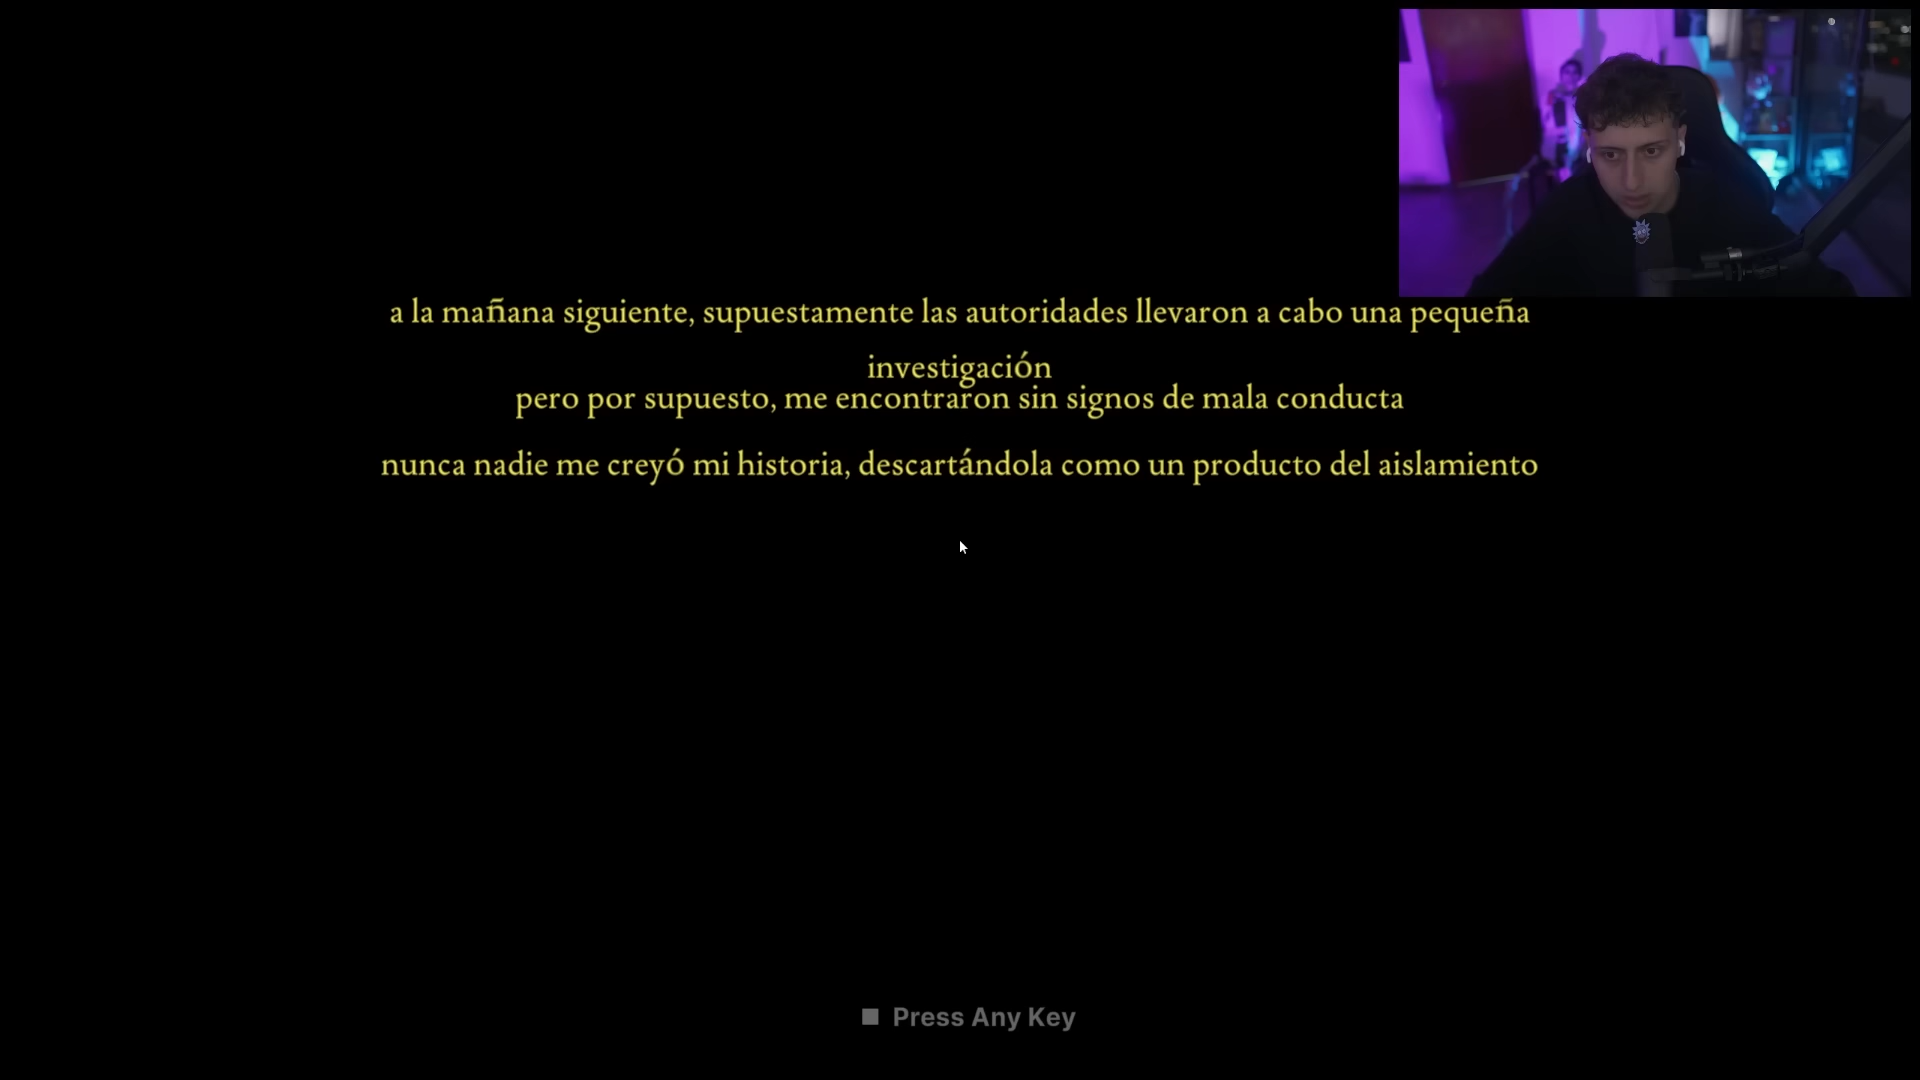 a la mañana siguiente, supuestamente las autoridades llevaron a cabo una pequeña
investigación
pero por supuesto, me encontraron sin signos de mala conducta
nunca nadie me creyó mi historia, descartándola como un producto del aislamiento
Press Any Key